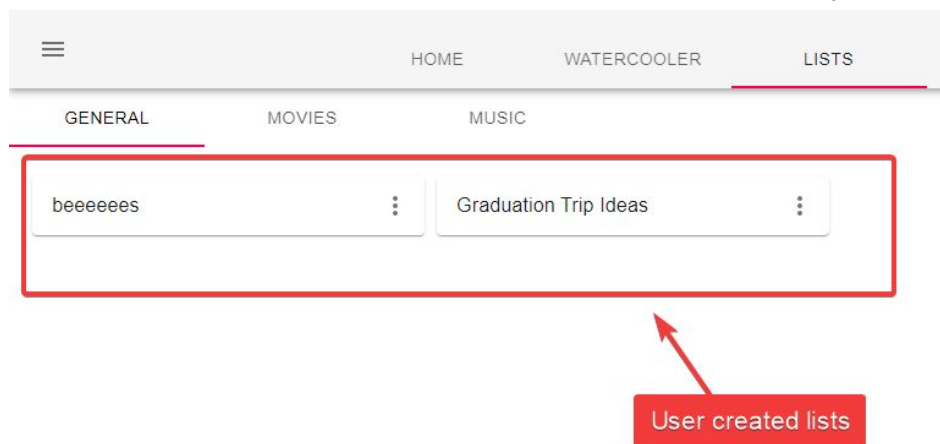 HOME WATERCOOLER LISTS
GENERAL MOVIES MUSIC
beeeeees Graduation Trip Ideas
User created lists